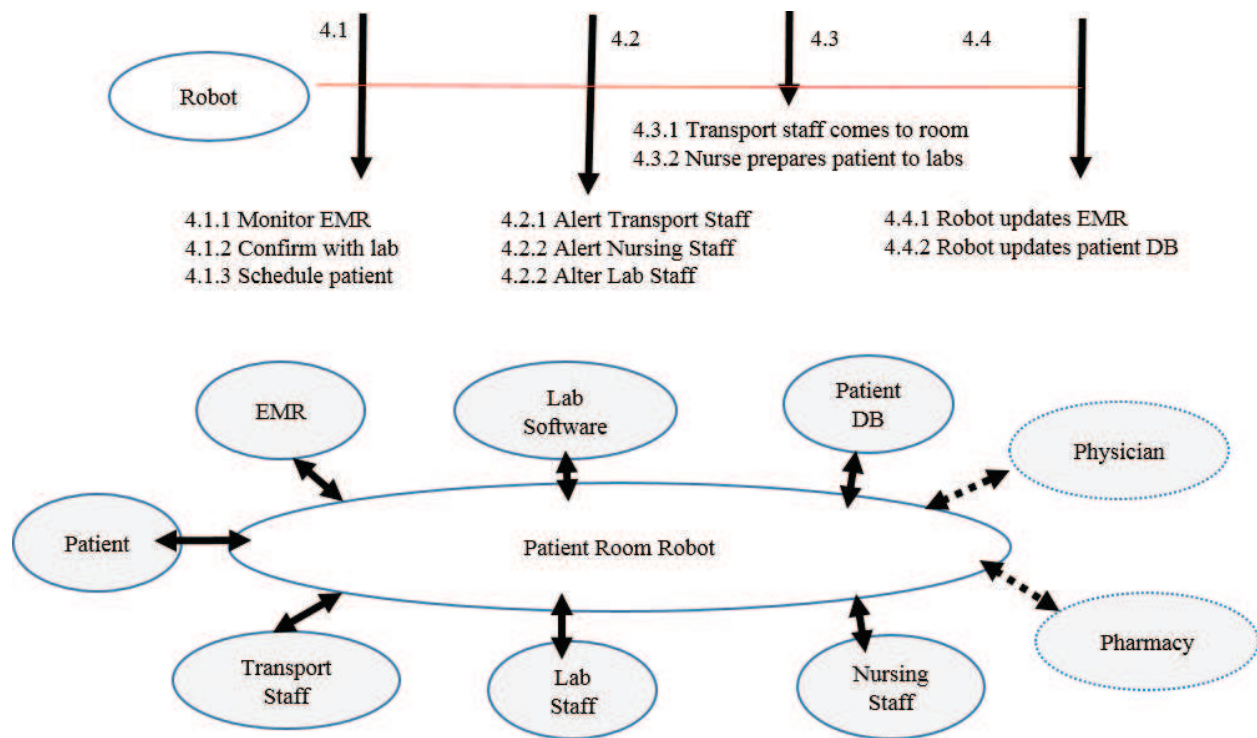 4.1
4.2
4.3
4.4
Robot
4.3.1 Transport staff comes to room
4.3.2 Nurse prepares patient to labs
4.1.1 Monitor EMR
4.1.2 Confirm with lab
4.1.3 Schedule patient
4.2.1 Alert Transport Staff
4.2.2 Alert Nursing Staff
4.2.2 Alter Lab Staff
4.4.1 Robot updates EMR
4.4.2 Robot updates patient DB
EMR
Lab
Software
Patient
DB
Physician
Patient
Patient Room Robot
Transport
Staff
Lab
Staff
Nursing
Staff
Pharmacy